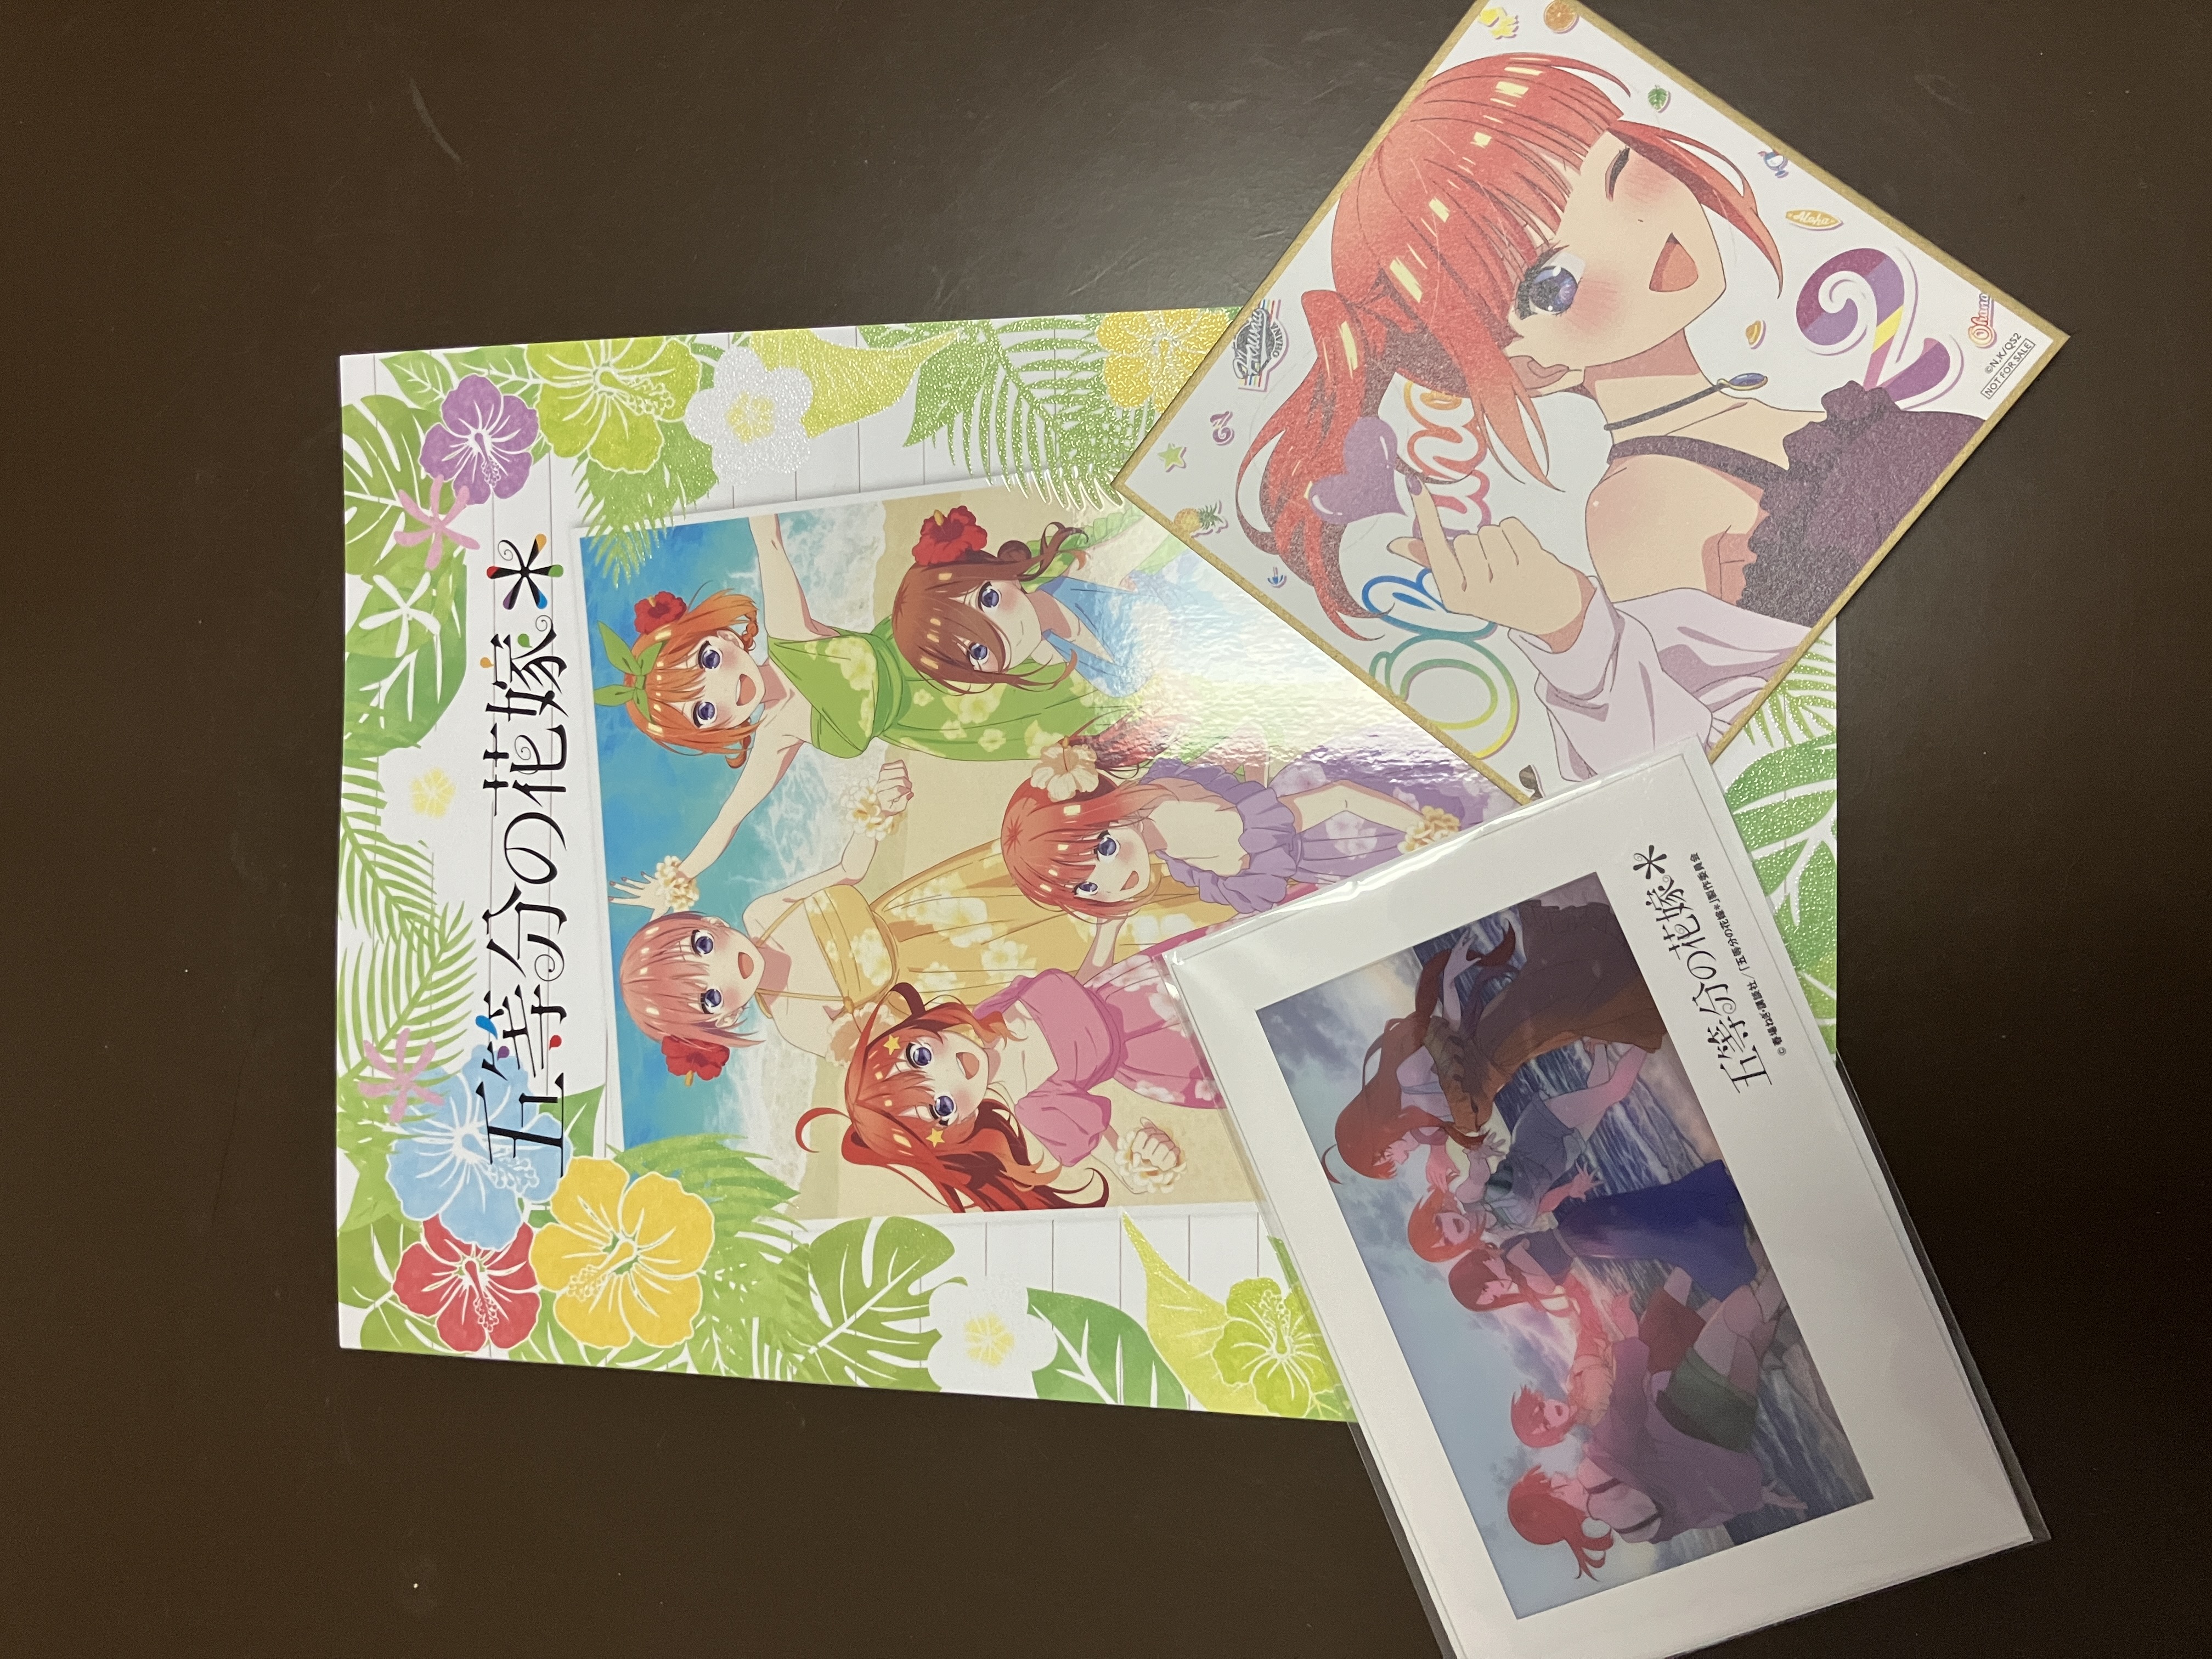 五等分の花嫁*
Hawaii
OHANA
Ohana
五等分の花嫁*
© 春場ねぎ・講談社／「五等分の花嫁*」製作委員会
Ohana
©N.K/QS2
NOT FOR SALE